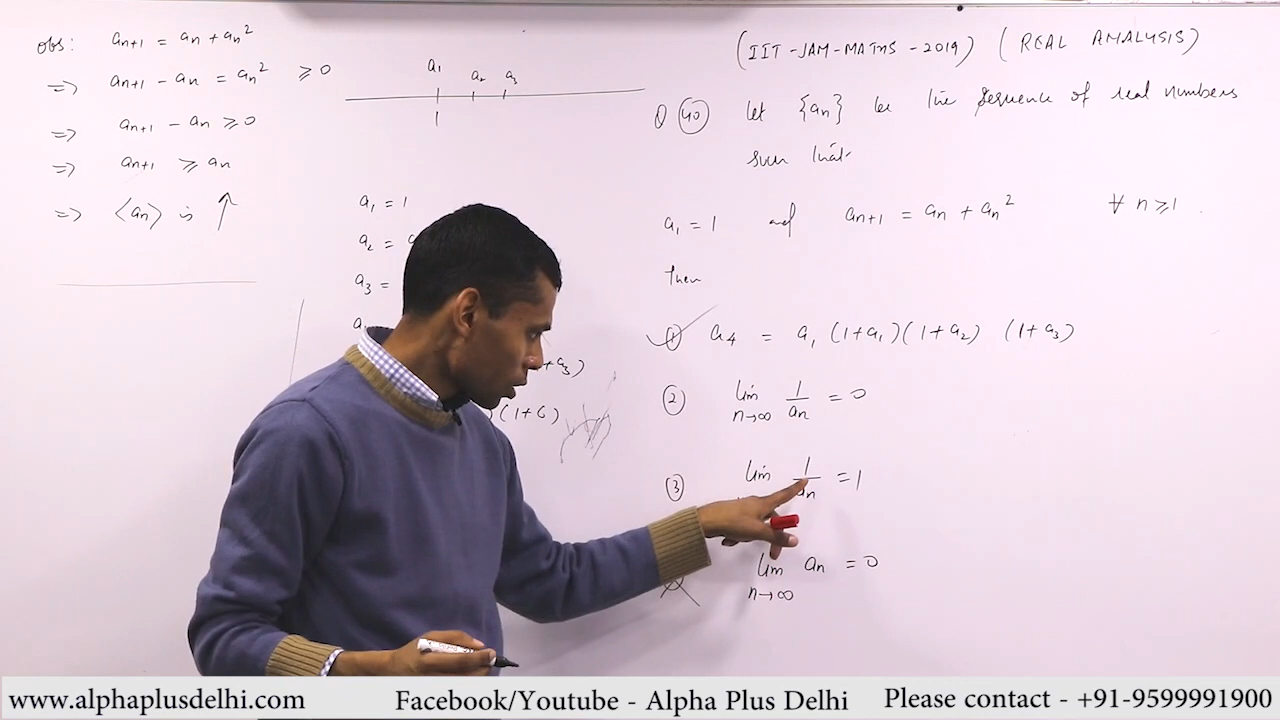 obs: an+1 = an + an²
=> an+1 - an = an² ≥ 0
=> an+1 - an ≥ 0
=> an+1 ≥ an
=> <an> is ↑
a1 a2 a3
1
a1 = 1
a2 =
a3 =
+ a3)
) (1+6)
(IIT-JAM-MATHS-2019) (REAL ANALYSIS)
Q 40 let {an} be the sequence of real numbers
such that
a1 = 1 and an+1 = an + an² ∀ n ≥ 1.
Then
(1) a4 = a1 (1+a1)(1+a2) (1+a3)
(2) lim n→∞ 1/an = 0
(3) lim 1/an = 1
lim n→∞ an = 0
www.alphaplusdelhi.com Facebook/Youtube - Alpha Plus Delhi Please contact - +91-9599991900